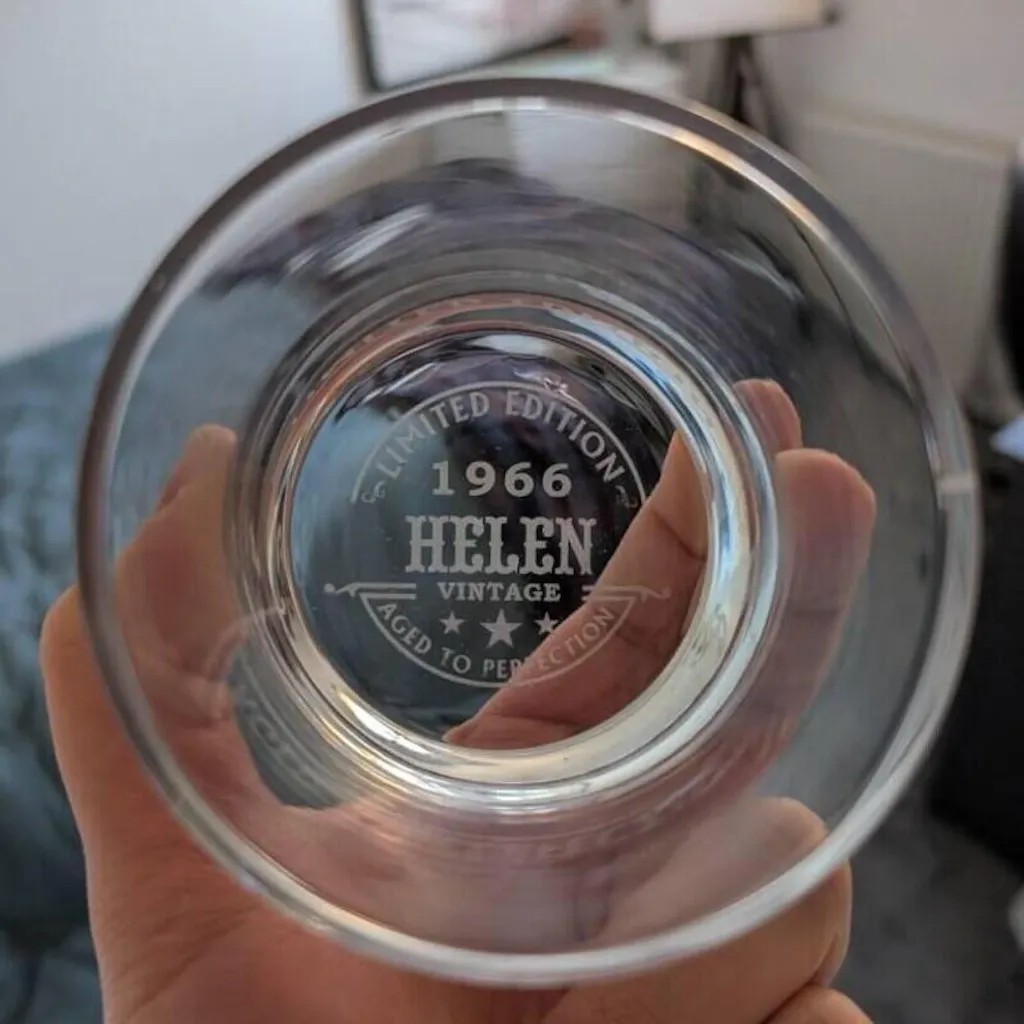 LIMITED EDITION
1966
HELEN
VINTAGE
AGED TO PERFECTION